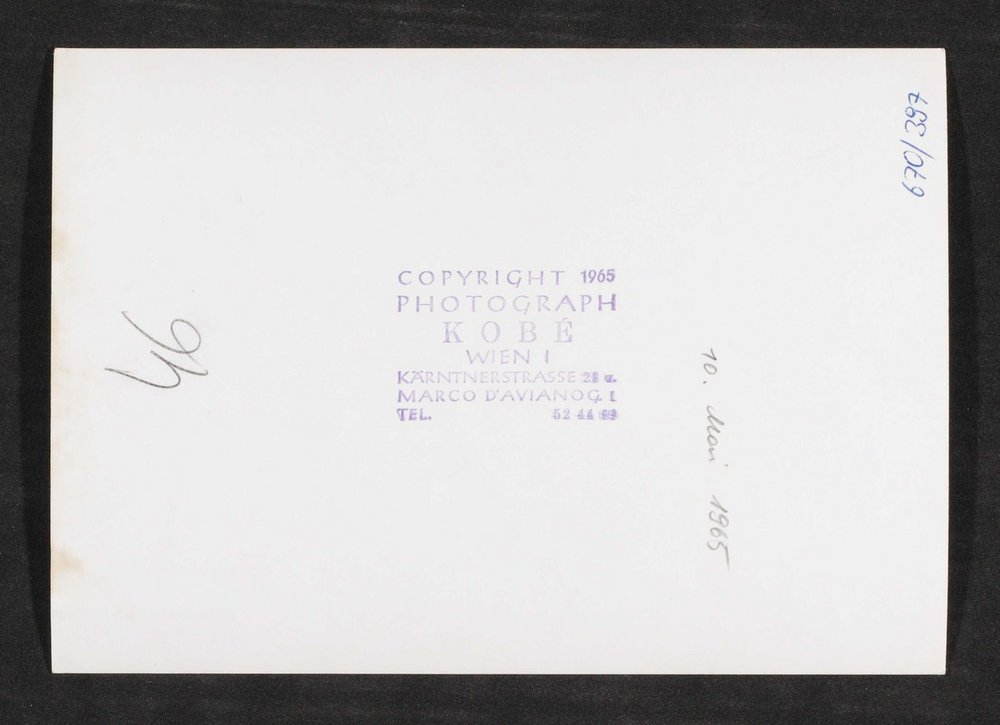 670/397
COPYRIGHT 1965
PHOTOGRAPH
KOBÉ
WIEN I
KÄRNTNERSTRASSE 28 u.
MARCO D'AVIANOG. 1
TEL. 52 44 69
10. Mai 1965